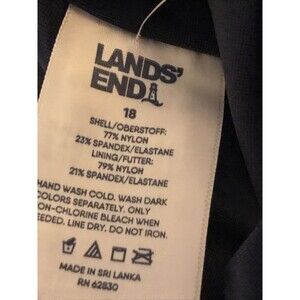 LANDS'
END
18
SHELL/OBERSTOFF:
77% NYLON
23% SPANDEX/ELASTANE
LINING/FUTTER:
79% NYLON
21% SPANDEX/ELASTANE
HAND WASH COLD. WASH DARK
COLORS SEPARATELY. ONLY
NON-CHLORINE BLEACH WHEN
NEEDED. LINE DRY. DO NOT IRON.
MADE IN SRI LANKA
RN 62830